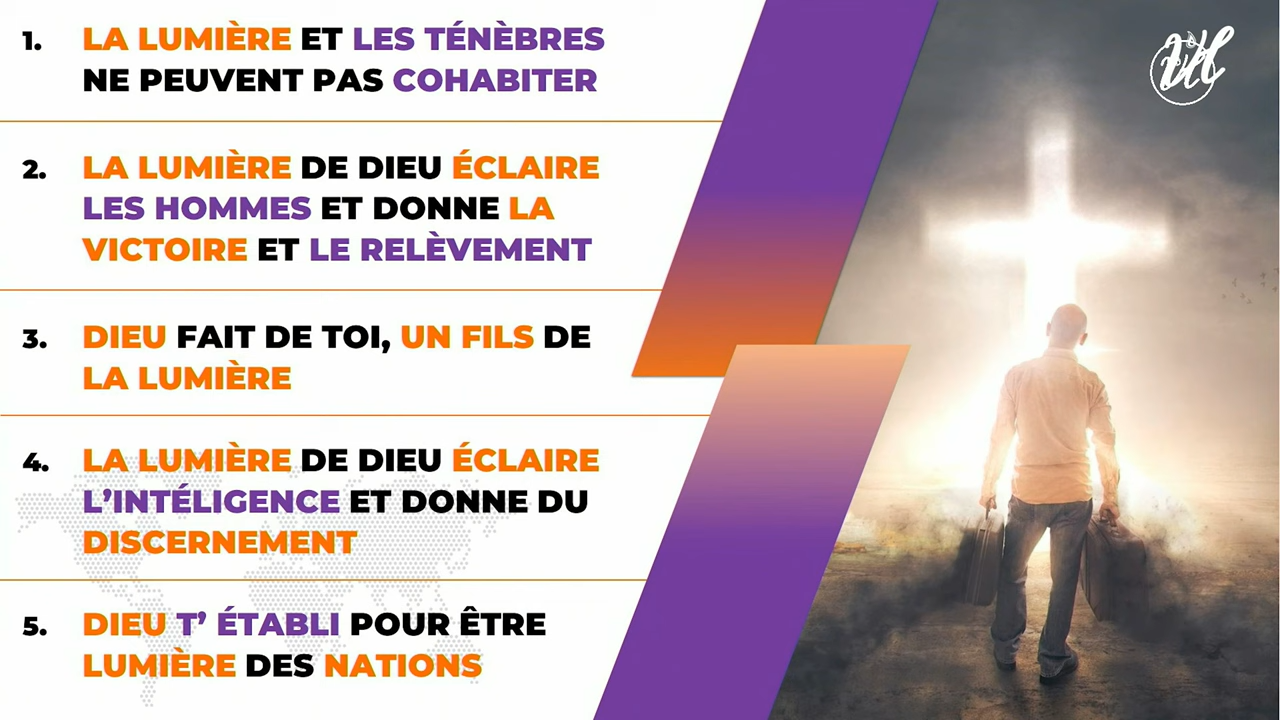 1. LA LUMIÈRE ET LES TÉNÈBRES
NE PEUVENT PAS COHABITER
2. LA LUMIÈRE DE DIEU ÉCLAIRE
LES HOMMES ET DONNE LA
VICTOIRE ET LE RELÈVEMENT
3. DIEU FAIT DE TOI, UN FILS DE
LA LUMIÈRE
4. LA LUMIÈRE DE DIEU ÉCLAIRE
L’INTÉLIGENCE ET DONNE DU
DISCERNEMENT
5. DIEU T’ ÉTABLI POUR ÊTRE
LUMIÈRE DES NATIONS